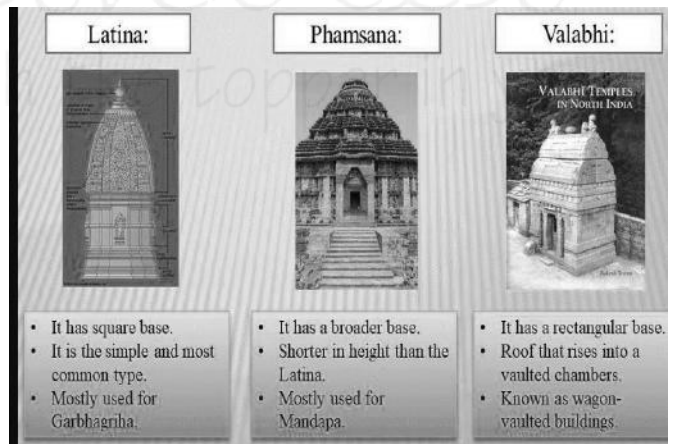 Latina:
Phamsana:
Valabhi:
VALABHI TEMPLES
IN NORTH INDIA
• It has square base.
• It is the simple and most
common type.
• Mostly used for
Garbhagriha.
• It has a broader base.
• Shorter in height than the
Latina.
• Mostly used for
Mandapa.
• It has a rectangular base.
• Roof that rises into a
vaulted chambers.
• Known as wagon-
vaulted buildings.